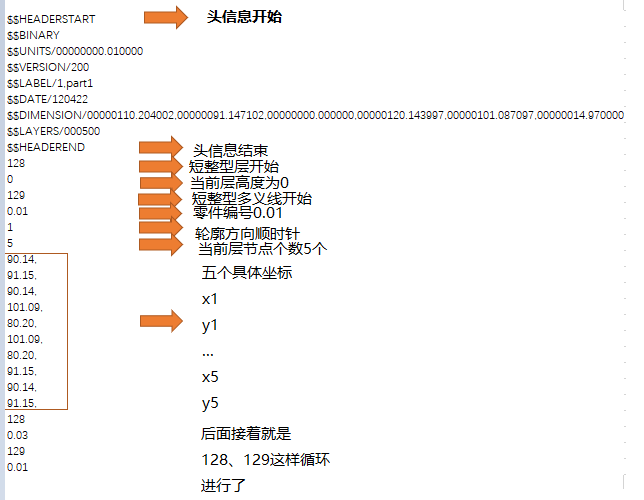 $$HEADERSTART 头信息开始
$$BINARY
$$UNITS/00000000.010000
$$VERSION/200
$$LABEL/1,part1
$$DATE/120422
$$DIMENSION/00000110.204002,00000091.147102,00000000.000000,00000120.143997,00000101.087097,00000014.970000
$$LAYERS/000500
$$HEADEREND 头信息结束
128 短整型层开始
0 当前层高度为0
129 短整型多义线开始
0.01 零件编号0.01
1 轮廓方向顺时针
5 当前层节点个数5个
90.14,
91.15, 五个具体坐标
90.14,
101.09, x1
80.20, y1
101.09,
80.20, ...
91.15, x5
90.14,
91.15, y5
128
0.03 后面接着就是
129 128、129这样循环
0.01
进行了